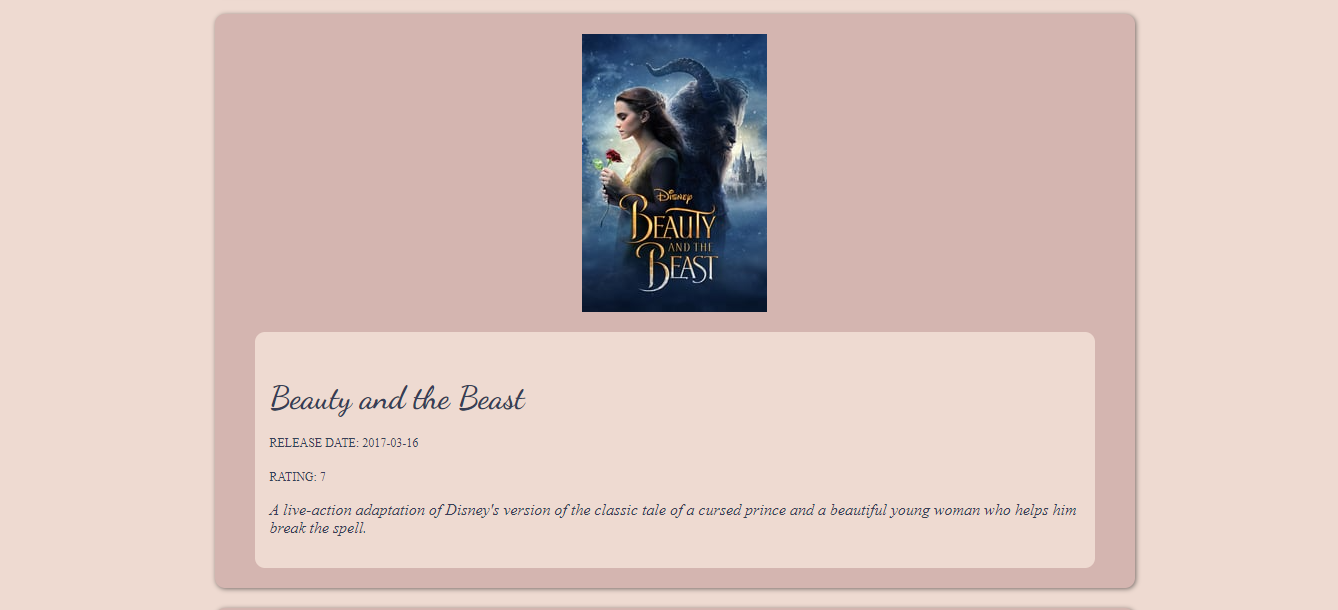 Disney
BEAUTY
AND THE
BEAST
Beauty and the Beast
RELEASE DATE: 2017-03-16
RATING: 7
A live-action adaptation of Disney's version of the classic tale of a cursed prince and a beautiful young woman who helps him
break the spell.